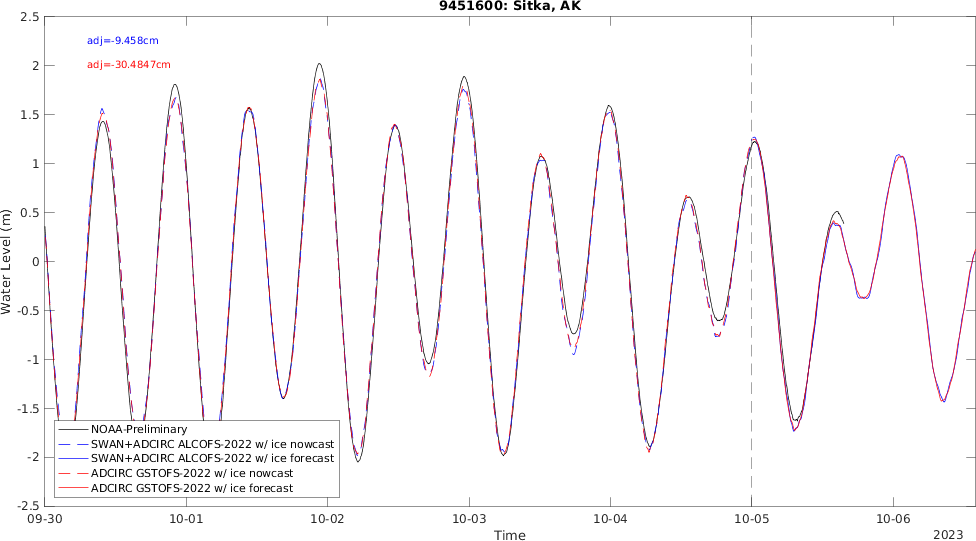 9451600: Sitka, AK
adj=-9.458cm
adj=-30.4847cm
Water Level (m)
2.5
2
1.5
1
0.5
0
-0.5
-1
-1.5
-2
-2.5
NOAA-Preliminary
SWAN+ADCIRC ALCOFS-2022 w/ ice nowcast
SWAN+ADCIRC ALCOFS-2022 w/ ice forecast
ADCIRC GSTOFS-2022 w/ ice nowcast
ADCIRC GSTOFS-2022 w/ ice forecast
09-30 10-01 10-02 10-03 10-04 10-05 10-06
Time
2023